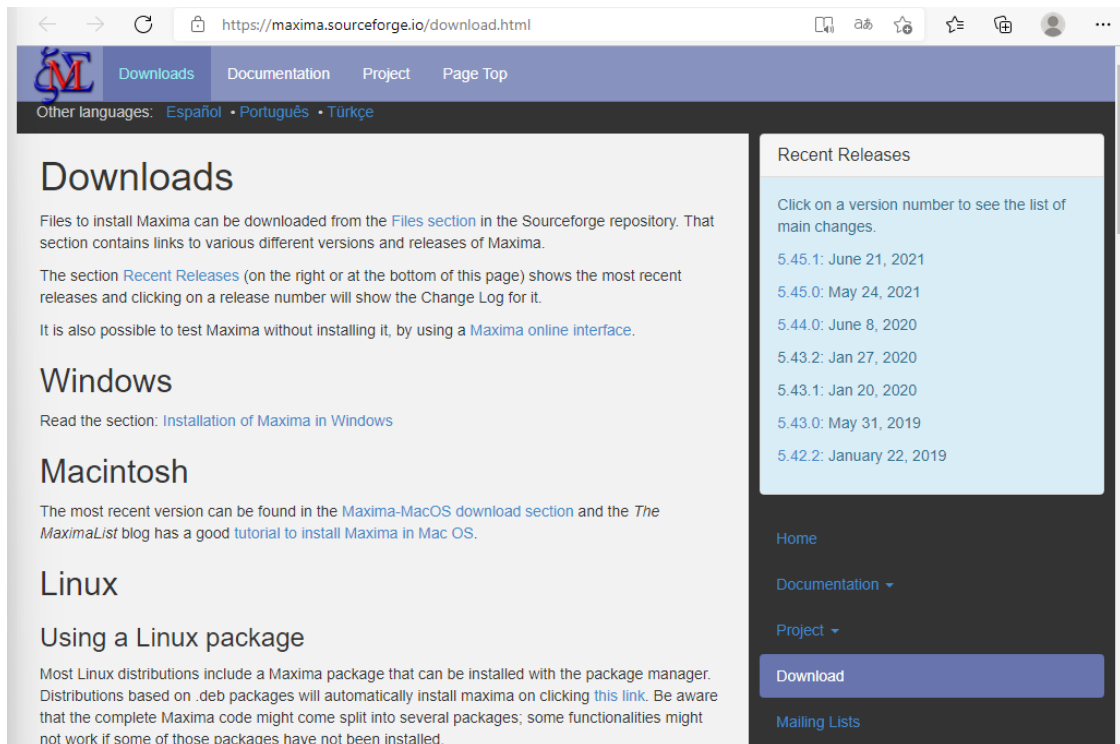 https://maxima.sourceforge.io/download.html
Downloads Documentation Project Page Top
Other languages: Español • Português • Türkçe
Downloads
Files to install Maxima can be downloaded from the Files section in the Sourceforge repository. That
section contains links to various different versions and releases of Maxima.
The section Recent Releases (on the right or at the bottom of this page) shows the most recent
releases and clicking on a release number will show the Change Log for it.
It is also possible to test Maxima without installing it, by using a Maxima online interface.
Windows
Read the section: Installation of Maxima in Windows
Macintosh
The most recent version can be found in the Maxima-MacOS download section and the The
MaximaList blog has a good tutorial to install Maxima in Mac OS.
Linux
Using a Linux package
Most Linux distributions include a Maxima package that can be installed with the package manager.
Distributions based on .deb packages will automatically install maxima on clicking this link. Be aware
that the complete Maxima code might come split into several packages; some functionalities might
not work if some of those packages have not been installed.
Recent Releases
Click on a version number to see the list of
main changes.
5.45.1: June 21, 2021
5.45.0: May 24, 2021
5.44.0: June 8, 2020
5.43.2: Jan 27, 2020
5.43.1: Jan 20, 2020
5.43.0: May 31, 2019
5.42.2: January 22, 2019
Home
Documentation
Project
Download
Mailing Lists